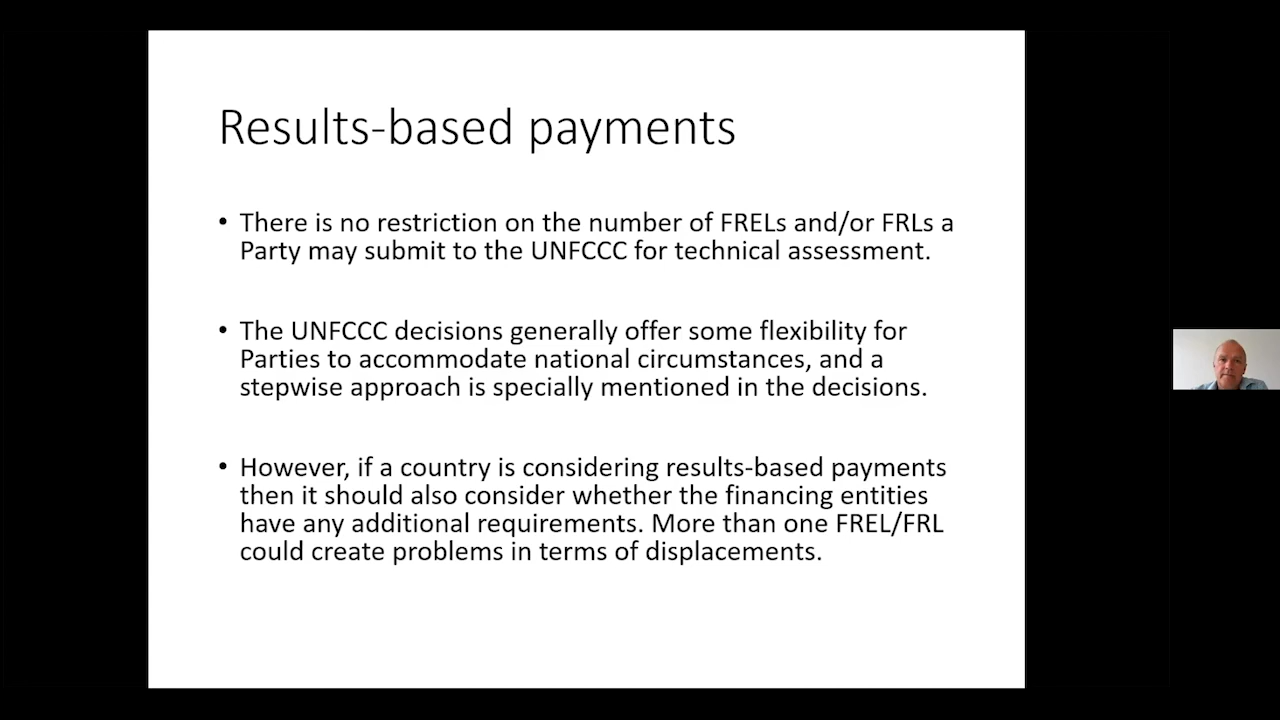 Results-based payments
• There is no restriction on the number of FRELs and/or FRLs a
Party may submit to the UNFCCC for technical assessment.
• The UNFCCC decisions generally offer some flexibility for
Parties to accommodate national circumstances, and a
stepwise approach is specially mentioned in the decisions.
• However, if a country is considering results-based payments
then it should also consider whether the financing entities
have any additional requirements. More than one FREL/FRL
could create problems in terms of displacements.